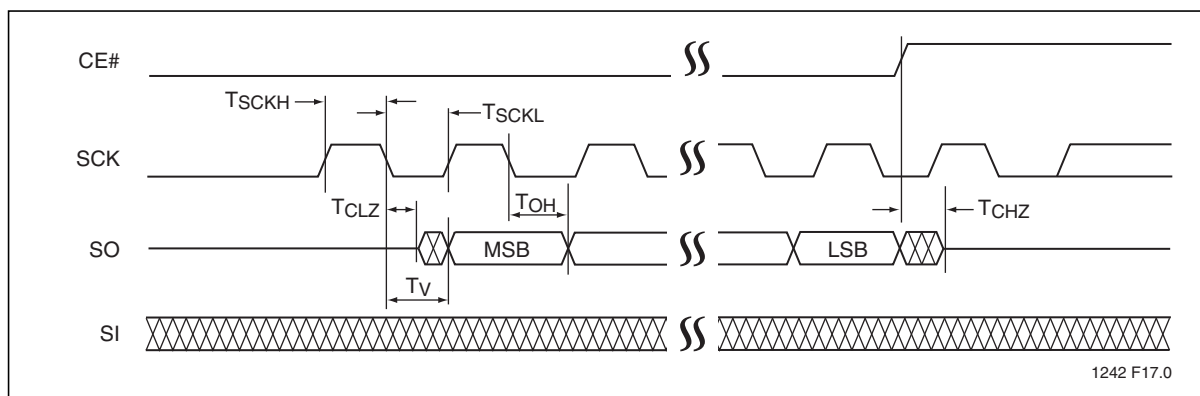 CE#
TSCKH
TSCKL
SCK
TCLZ
TOH
TCHZ
SO
MSB
LSB
TV
SI
1242 F17.0